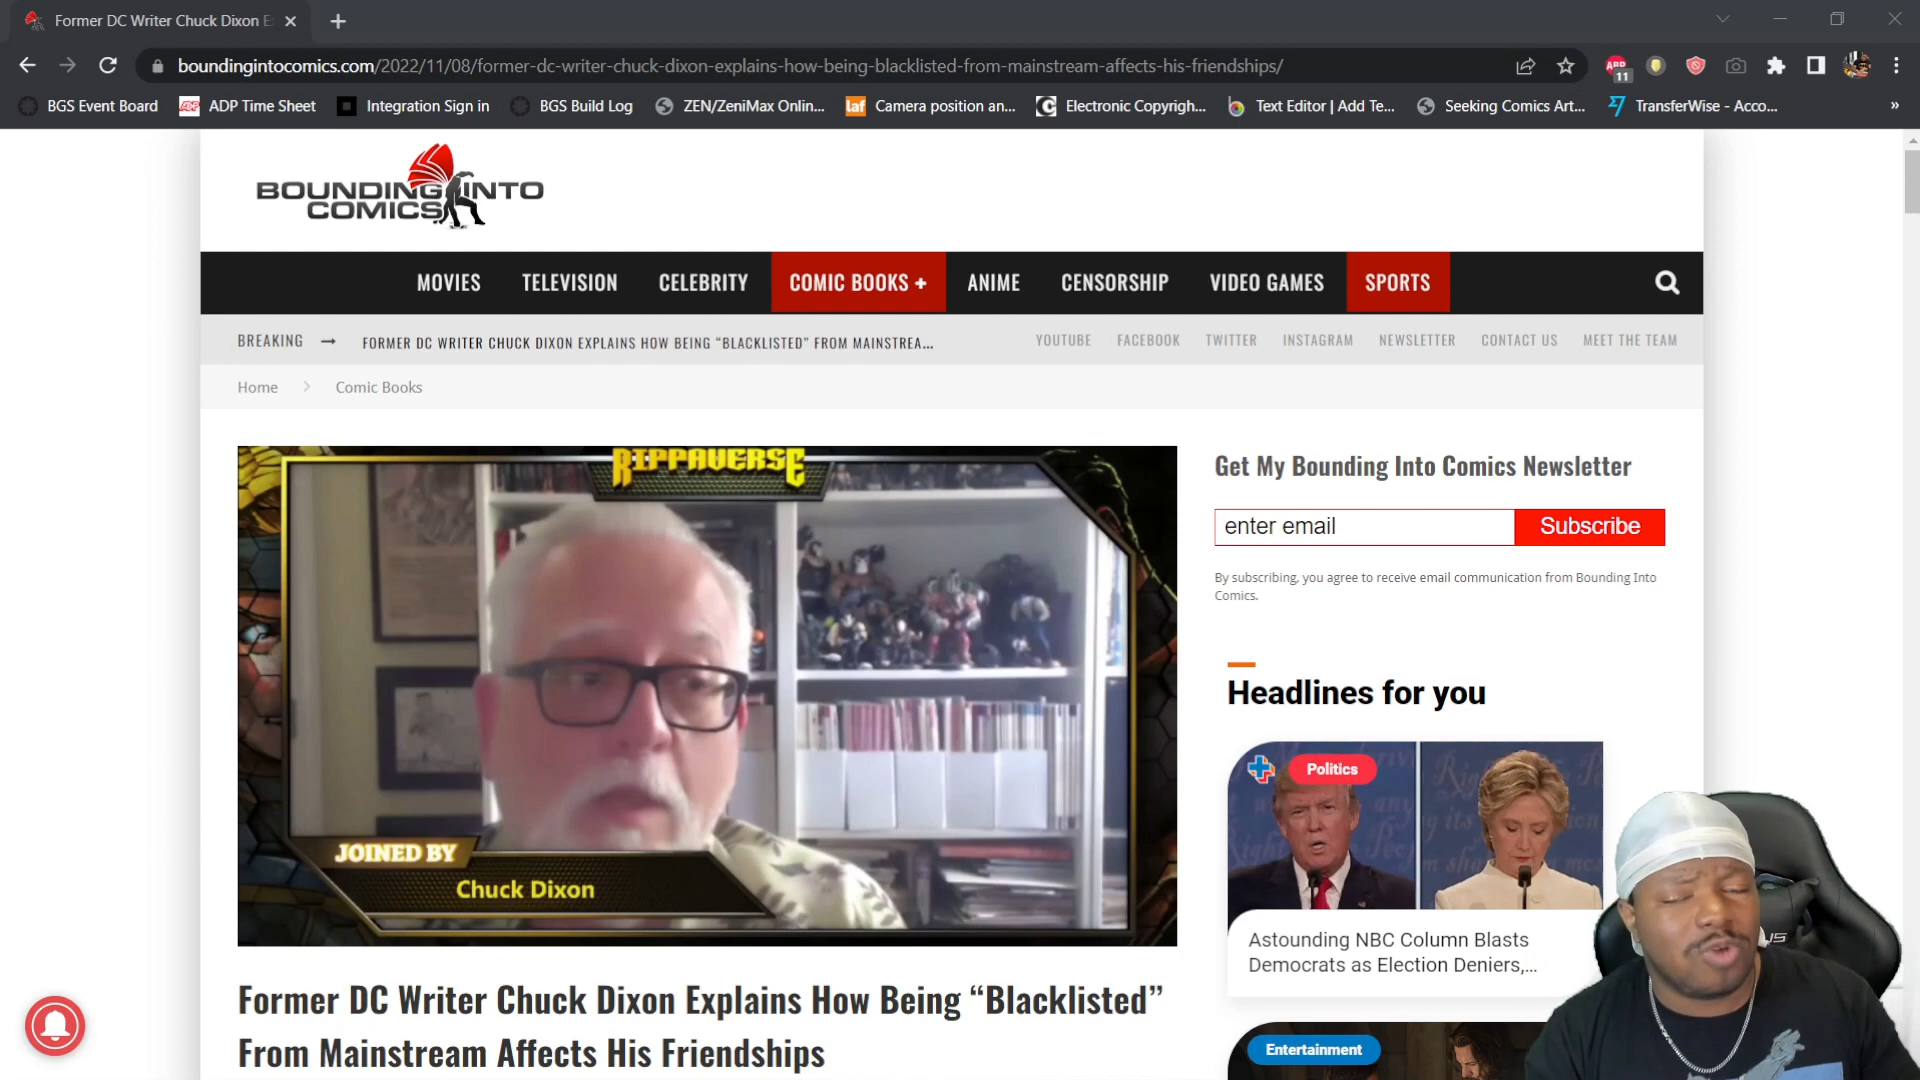 Former DC Writer Chuck Dixon E
boundingintocomics.com/2022/11/08/former-dc-writer-chuck-dixon-explains-how-being-blacklisted-from-mainstream-affects-his-friendships/
ABP
11
BGS Event Board
ADP Time Sheet
Integration Sign in
BGS Build Log
ZEN/ZeniMax Onlin...
laf
Camera position an...
Electronic Copyrigh...
Text Editor | Add Te...
Seeking Comics Art...
TransferWise - Acco...
»
BOUNDING INTO
COMICS
MOVIES
TELEVISION
CELEBRITY
COMIC BOOKS +
ANIME
CENSORSHIP
VIDEO GAMES
SPORTS
BREAKING →
FORMER DC WRITER CHUCK DIXON EXPLAINS HOW BEING “BLACKLISTED” FROM MAINSTREA...
YOUTUBE
FACEBOOK
TWITTER
INSTAGRAM
NEWSLETTER
CONTACT US
MEET THE TEAM
Home > Comic Books
RIPPAVERSE
JOINED BY
Chuck Dixon
Get My Bounding Into Comics Newsletter
enter email
Subscribe
By subscribing, you agree to receive email communication from Bounding Into
Comics.
Headlines for you
Politics
Astounding NBC Column Blasts
Democrats as Election Deniers,...
Entertainment
Former DC Writer Chuck Dixon Explains How Being “Blacklisted”
From Mainstream Affects His Friendships